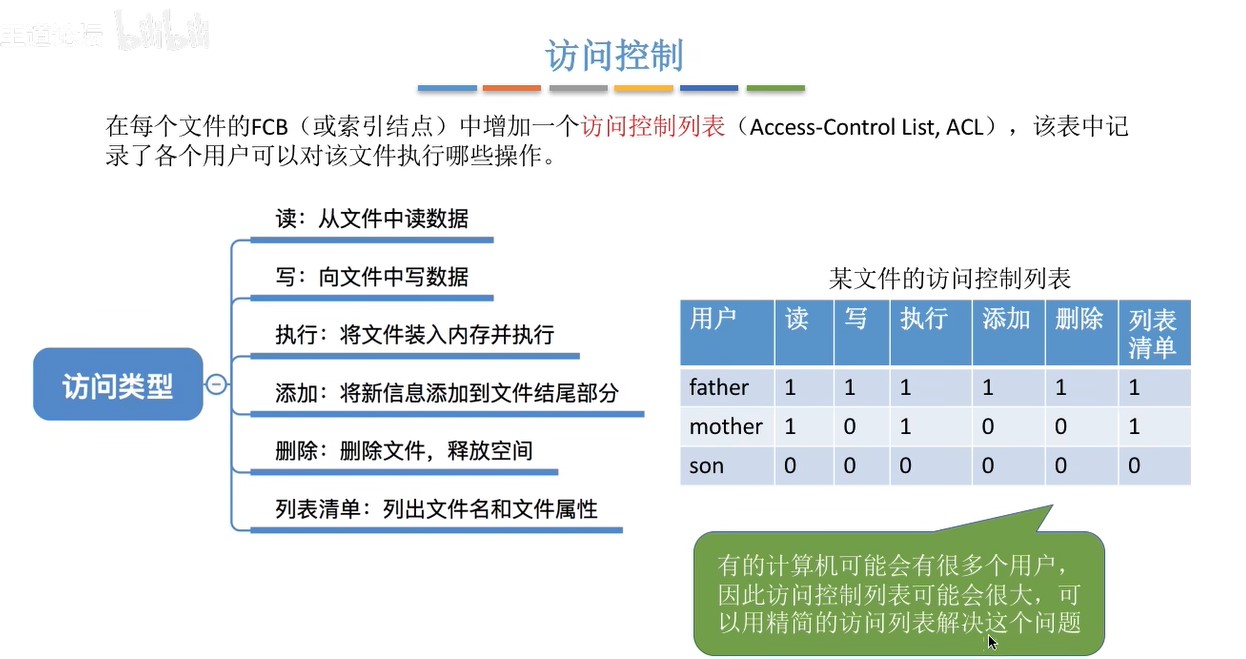 王道论坛 bilibili
访问控制
在每个文件的FCB（或索引结点）中增加一个访问控制列表（Access-Control List, ACL），该表中记
录了各个用户可以对该文件执行哪些操作。
读：从文件中读数据
写：向文件中写数据
执行：将文件装入内存并执行
访问类型
添加：将新信息添加到文件结尾部分
删除：删除文件，释放空间
列表清单：列出文件名和文件属性
某文件的访问控制列表
用户 读 写 执行 添加 删除 列表
清单
father 1 1 1 1 1 1
mother 1 0 1 0 0 1
son 0 0 0 0 0 0
有的计算机可能会有很多个用户，
因此访问控制列表可能会很大，可
以用精简的访问列表解决这个问题